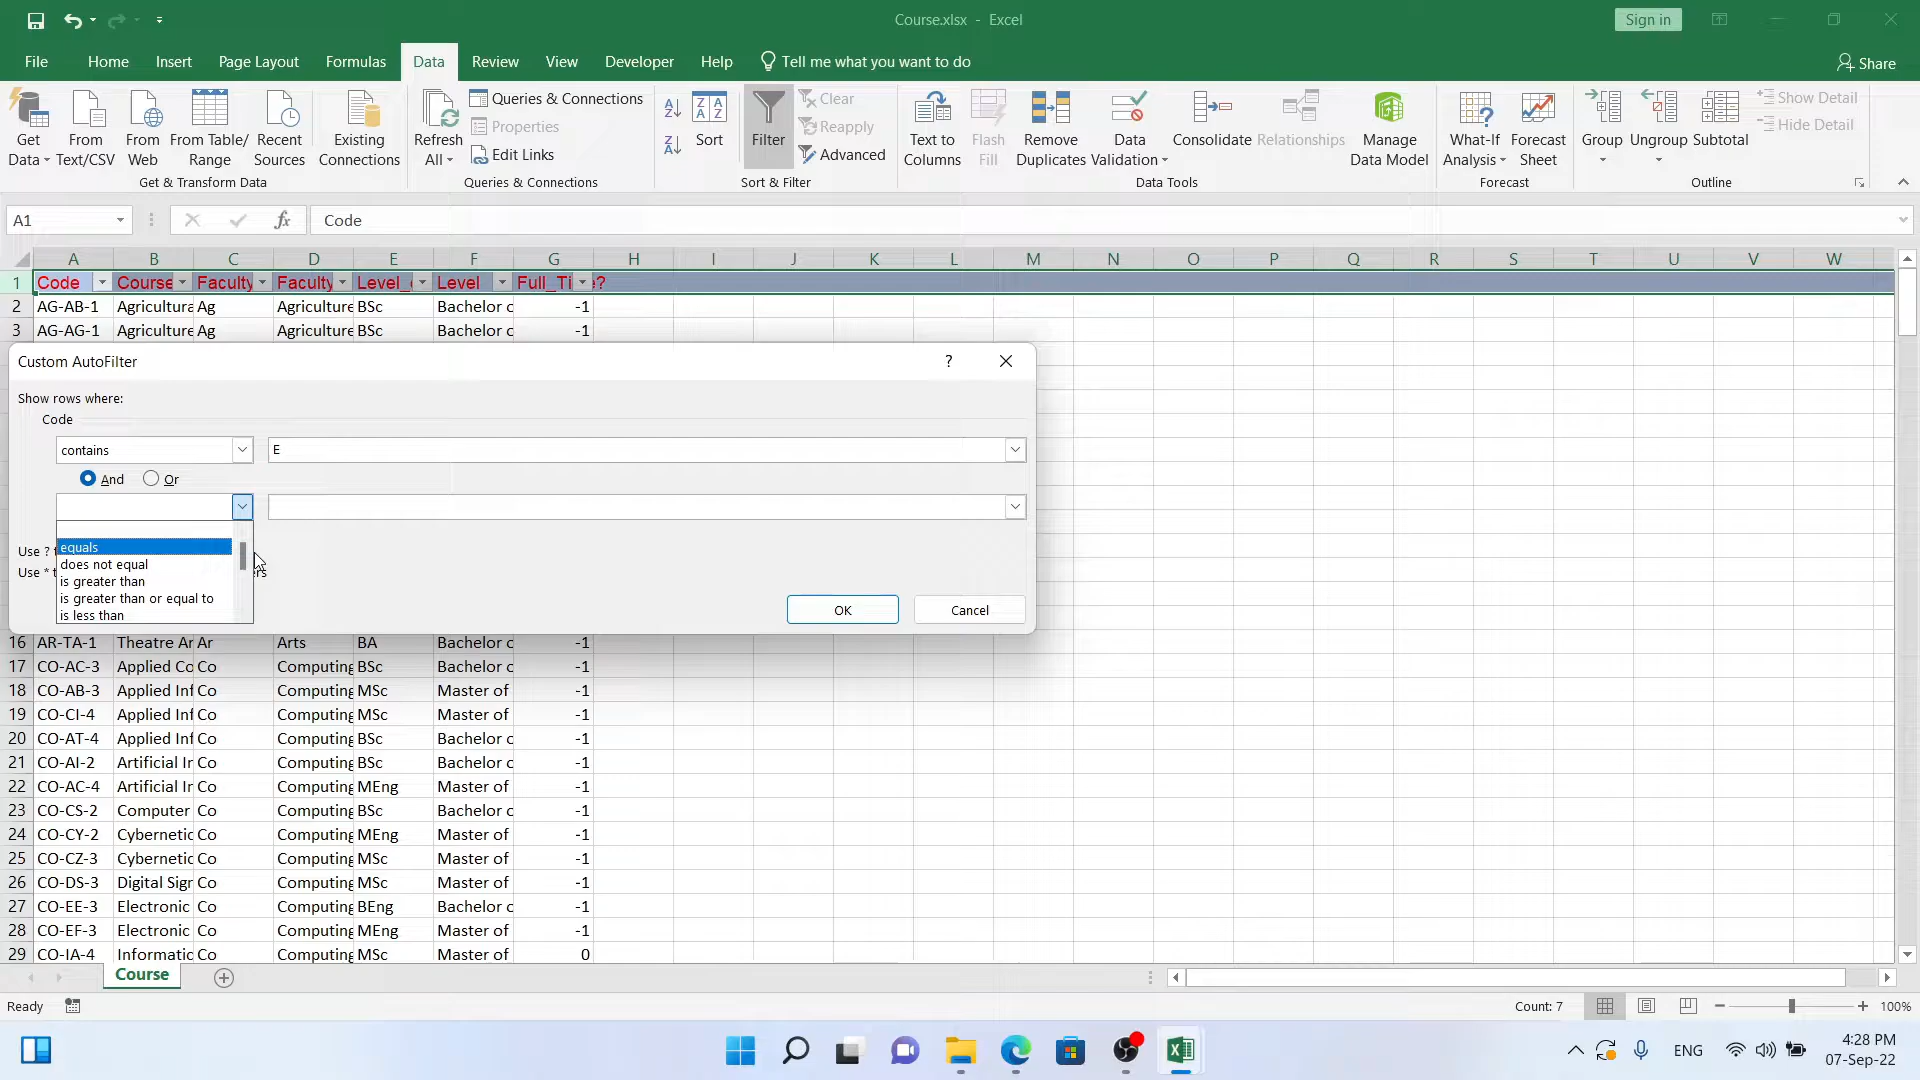 Course.xlsx - Excel
Sign in
File Home Insert Page Layout Formulas Data Review View Developer Help Tell me what you want to do
Share
Get Data
From Text/CSV
From Web
From Table/ Range
Recent Sources
Existing Connections
Get & Transform Data
Refresh All
Queries & Connections
Properties
Edit Links
Queries & Connections
Sort
Filter
Clear
Reapply
Advanced
Sort & Filter
Text to Columns
Flash Fill
Remove Duplicates
Data Validation
Consolidate
Relationships
Manage Data Model
Data Tools
What-If Analysis
Forecast Sheet
Forecast
Group
Ungroup
Subtotal
Show Detail
Hide Detail
Outline
A1 fx Code
A B C D E F G H I J K L M N O P Q R S T U V W
1 Code Course Faculty Faculty Level_ Level Full_Ti ?
2 AG-AB-1 Agricultura Ag Agriculture BSc Bachelor c -1
3 AG-AG-1 Agriculture Ag Agriculture BSc Bachelor c -1
Custom AutoFilter ?
Show rows where:
Code
contains E
And Or
equals
does not equal
is greater than
is greater than or equal to
is less than
Use ?
Use *
OK Cancel
16 AR-TA-1 Theatre Ar Ar Arts BA Bachelor c -1
17 CO-AC-3 Applied Co Co Computing BSc Bachelor c -1
18 CO-AB-3 Applied Inf Co Computing MSc Master of -1
19 CO-CI-4 Applied Inf Co Computing MSc Master of -1
20 CO-AT-4 Applied Inf Co Computing BSc Bachelor c -1
21 CO-AI-2 Artificial Ir Co Computing BSc Bachelor c -1
22 CO-AC-4 Artificial Ir Co Computing MEng Master of -1
23 CO-CS-2 Computer Co Computing BSc Bachelor c -1
24 CO-CY-2 Cybernetic Co Computing MEng Master of -1
25 CO-CZ-3 Cybernetic Co Computing MSc Master of -1
26 CO-DS-3 Digital Sigr Co Computing MSc Master of -1
27 CO-EE-3 Electronic Co Computing BEng Bachelor c -1
28 CO-EF-3 Electronic Co Computing MEng Master of -1
29 CO-IA-4 Informatic Co Computing MSc Master of 0
Course
Ready Count: 7 100%
ENG 4:28 PM
07-Sep-22